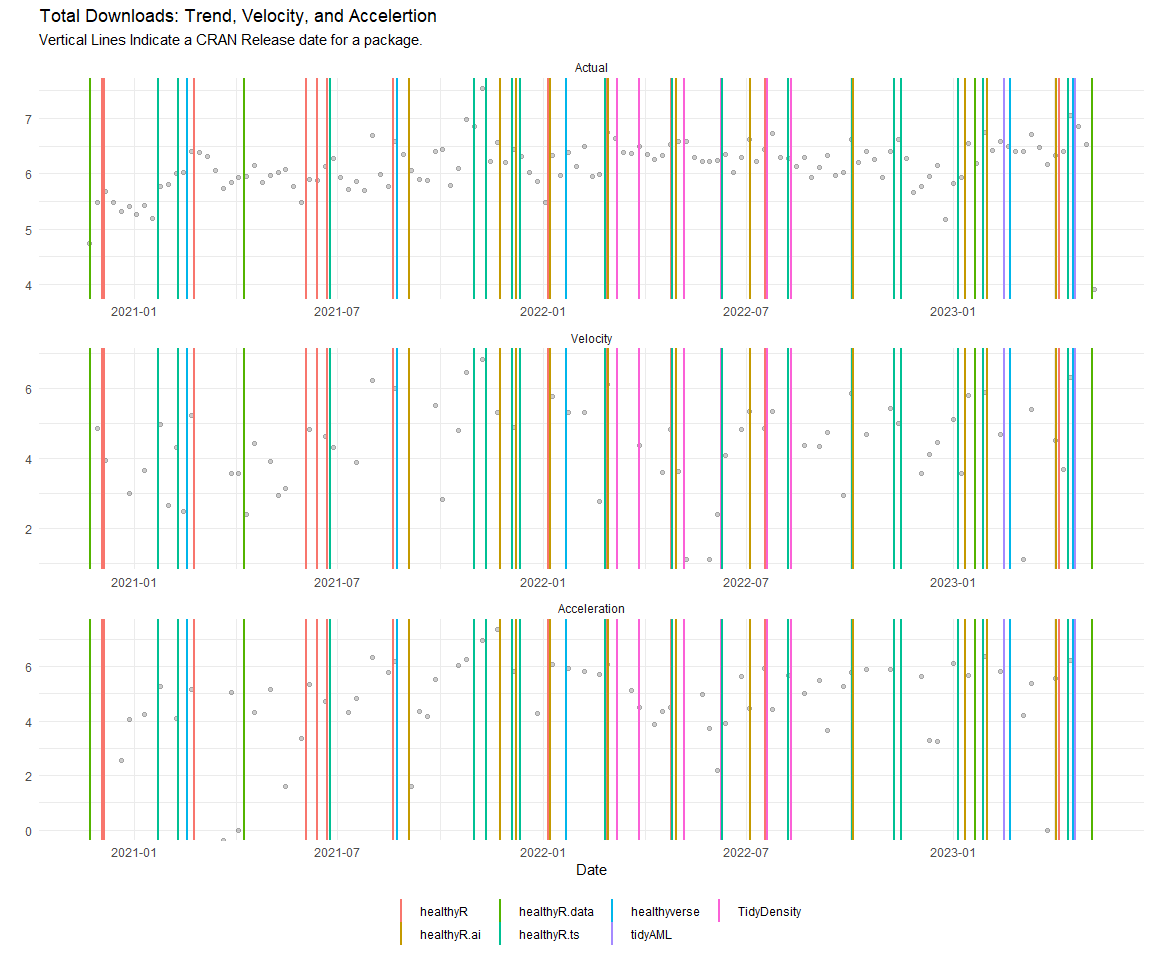 Total Downloads: Trend, Velocity, and Accelertion
Vertical Lines Indicate a CRAN Release date for a package.
Actual
7
6
5
4
2021-01 2021-07 2022-01 2022-07 2023-01
Velocity
6
4
2
2021-01 2021-07 2022-01 2022-07 2023-01
Acceleration
6
4
2
0
2021-01 2021-07 2022-01 2022-07 2023-01
Date
healthyR healthyR.data healthyverse TidyDensity
healthyR.ai healthyR.ts tidyAML